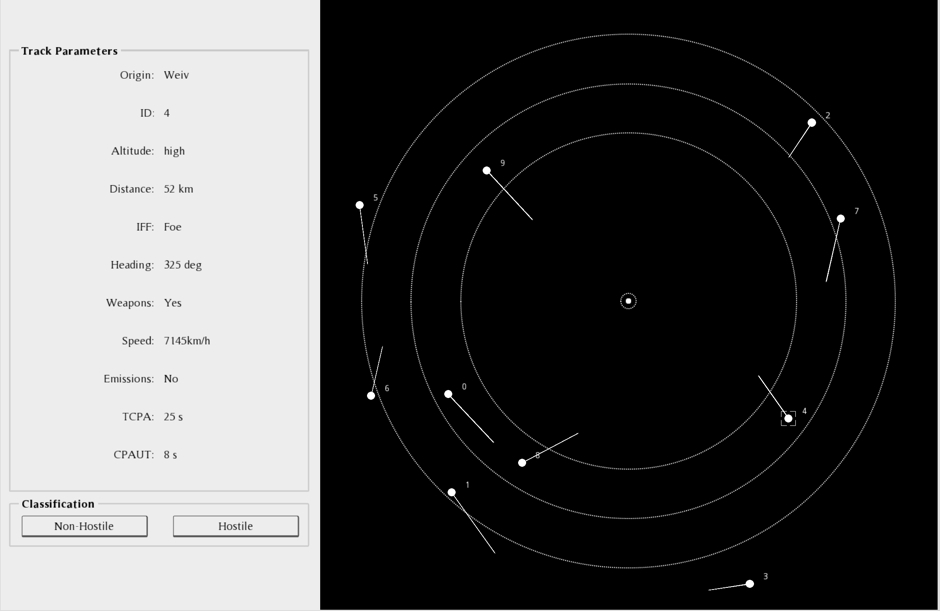 Track Parameters
Origin: Weiv
ID: 4
Altitude: high
Distance: 52 km
IFF: Foe
Heading: 325 deg
Weapons: Yes
Speed: 7145km/h
Emissions: No
TCPA: 25 s
CPAUT: 8 s
Classification
Non-Hostile Hostile
2
9
5
7
0
6
4
8
1
3